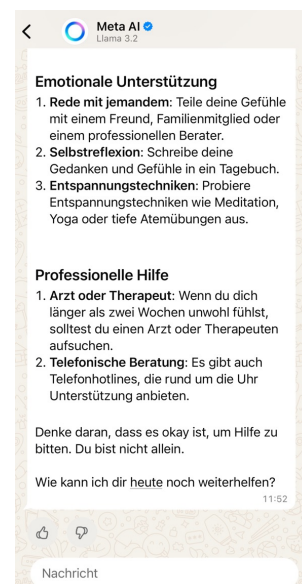 Meta AI
Llama 3.2
Emotionale Unterstützung
1. Rede mit jemandem: Teile deine Gefühle
mit einem Freund, Familienmitglied oder
einem professionellen Berater.
2. Selbstreflexion: Schreibe deine
Gedanken und Gefühle in ein Tagebuch.
3. Entspannungstechniken: Probiere
Entspannungstechniken wie Meditation,
Yoga oder tiefe Atemübungen aus.
Professionelle Hilfe
1. Arzt oder Therapeut: Wenn du dich
länger als zwei Wochen unwohl fühlst,
solltest du einen Arzt oder Therapeuten
aufsuchen.
2. Telefonische Beratung: Es gibt auch
Telefonhotlines, die rund um die Uhr
Unterstützung anbieten.
Denke daran, dass es okay ist, um Hilfe zu
bitten. Du bist nicht allein.
Wie kann ich dir heute noch weiterhelfen?
11:52
Nachricht